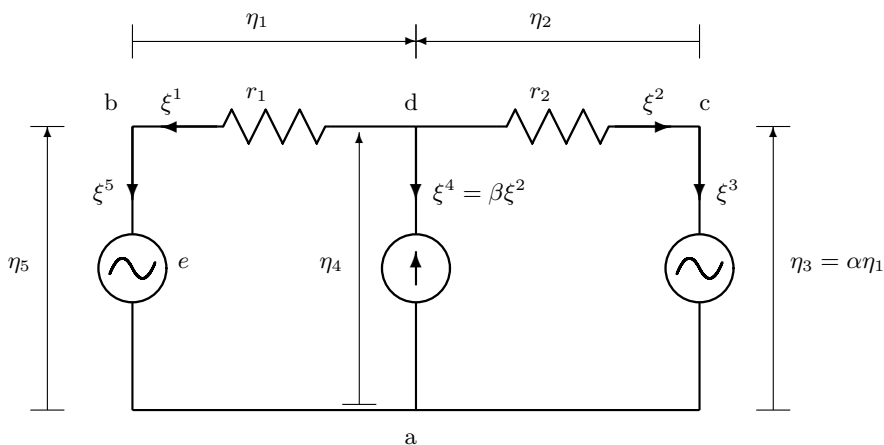 η₁ η₂
b ξ¹ r₁ d r₂ ξ² c
ξ⁵ ξ⁴ = βξ² ξ³
η₅ e η₄ η₃ = αη₁
a